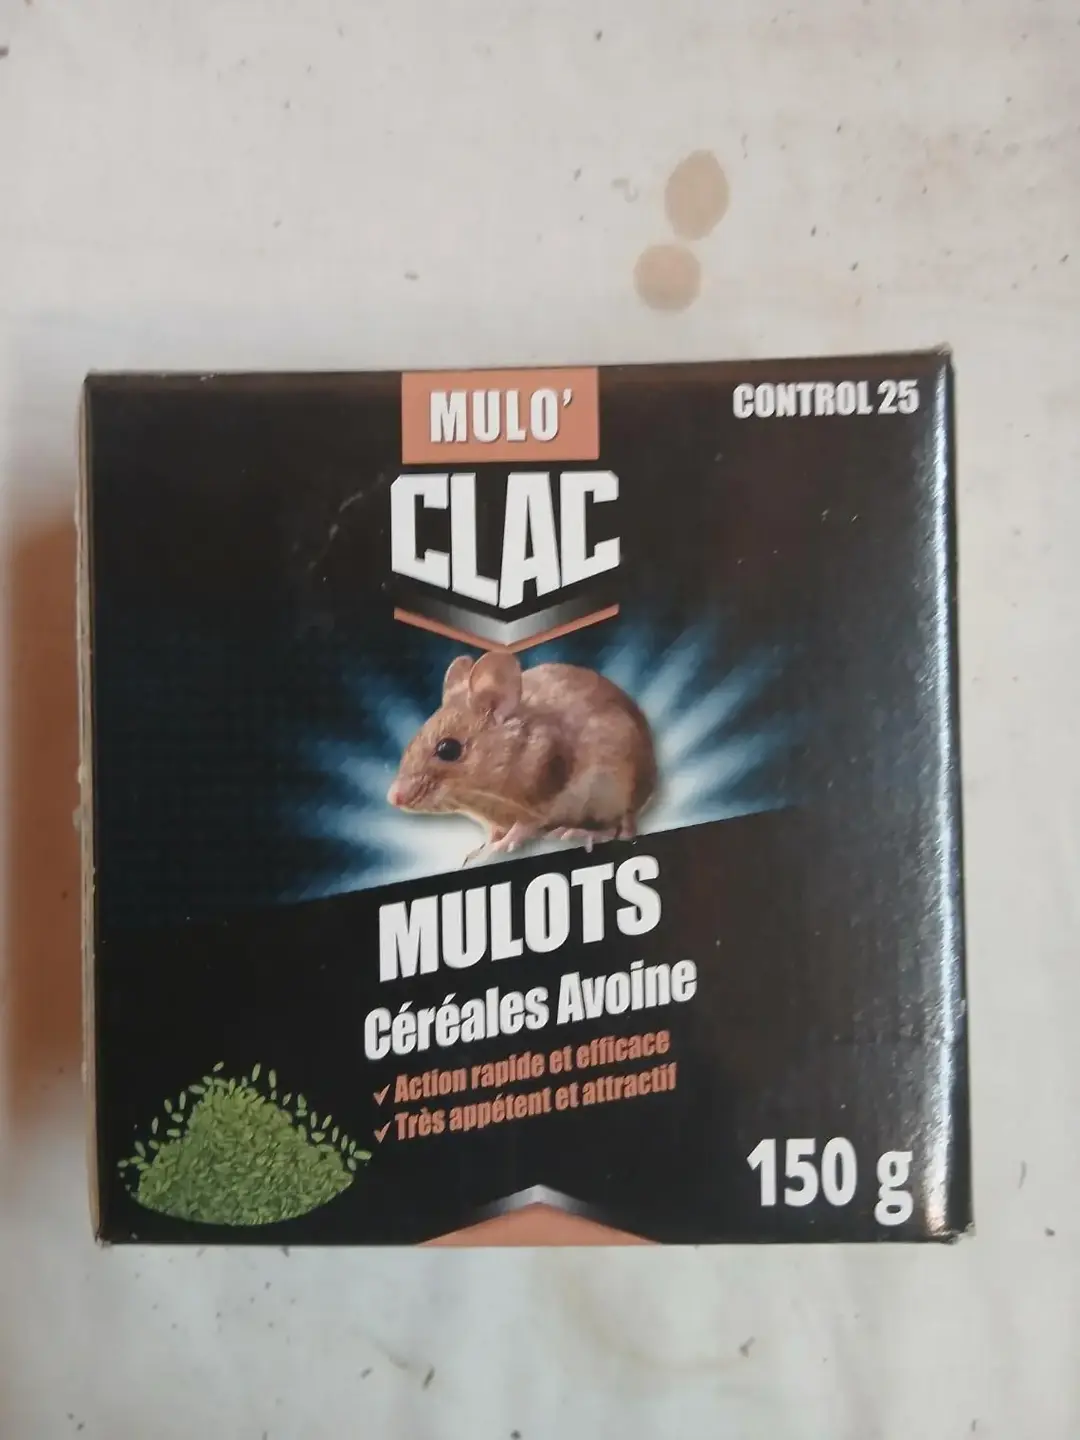 MULO'
CONTROL 25
CLAC
MULOTS
Céréales Avoine
✓ Action rapide et efficace
✓ Très appétent et attractif
150 g